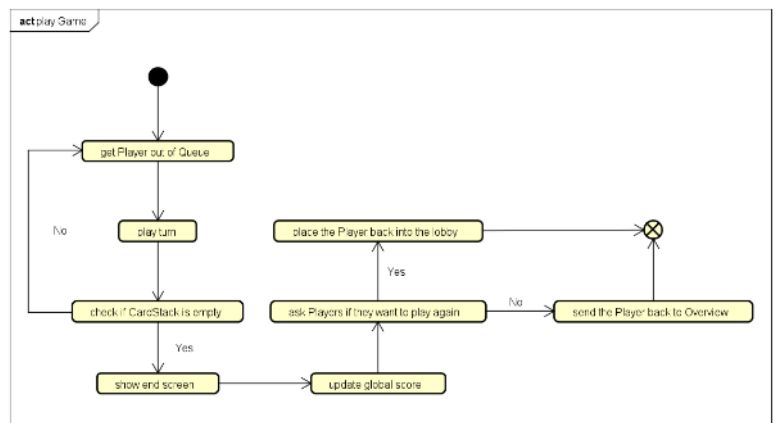 act play Game
get Player out of Queue
No
play turn
place the Player back into the lobby
Yes
check if CardStack is empty
ask Players if they want to play again
No
send the Player back to Overview
Yes
show end screen
update global score